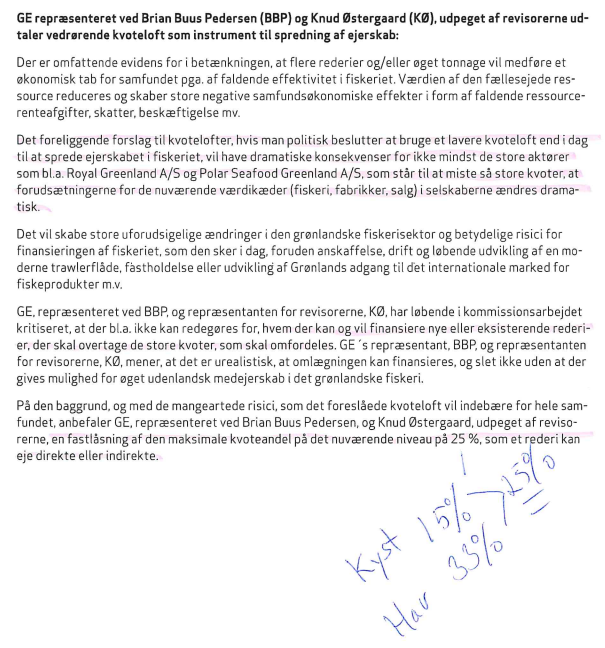 GE repræsenteret ved Brian Buus Pedersen (BBP) og Knud Østergaard (KØ), udpeget af revisorerne ud-
taler vedrørende kvoteloft som instrument til spredning af ejerskab:
Der er omfattende evidens for i betænkningen, at flere rederier og/eller øget tonnage vil medføre et
økonomisk tab for samfundet pga. af faldende effektivitet i fiskeriet. Værdien af den fællesejede res-
source reduceres og skaber store negative samfundsøkonomiske effekter i form af faldende ressource-
renteafgifter, skatter, beskæftigelse mv.
Det foreliggende forslag til kvotelofter, hvis man politisk beslutter at bruge et lavere kvoteloft end i dag
til at sprede ejerskabet i fiskeriet, vil have dramatiske konsekvenser for ikke mindst de store aktører
som bl.a. Royal Greenland A/S og Polar Seafood Greenland A/S, som står til at miste så store kvoter, at
forudsætningerne for de nuværende værdikæder (fiskeri, fabrikker, salg) i selskaberne ændres drama-
tisk.
Det vil skabe store uforudsigelige ændringer i den grønlandske fiskerisektor og betydelige risici for
finansieringen af fiskeriet, som den sker i dag, foruden anskaffelse, drift og løbende udvikling af en mo-
derne trawlerflåde, fastholdelse eller udvikling af Grønlands adgang til det internationale marked for
fiskeprodukter m.v.
GE, repræsenteret ved BBP, og repræsentanten for revisorerne, KØ, har løbende i kommissionsarbejdet
kritiseret, at der bl.a. ikke kan redegøres for, hvem der kan og vil finansiere nye eller eksisterende rederi-
er, der skal overtage de store kvoter, som skal omfordeles. GE ́s repræsentant, BBP, og repræsentanten
for revisorerne, KØ, mener, at det er urealistisk, at omlægningen kan finansieres, og slet ikke uden at der
gives mulighed for øget udenlandsk medejerskab i det grønlandske fiskeri.
På den baggrund, og med de mangeartede risici, som det foreslåede kvoteloft vil indebære for hele sam-
fundet, anbefaler GE, repræsenteret ved Brian Buus Pedersen, og Knud Østergaard, udpeget af reviso-
rerne, en fastlåsning af den maksimale kvoteandel på det nuværende niveau på 25 %, som et rederi kan
eje direkte eller indirekte.
Kyst 15% 25%
Hav 33%